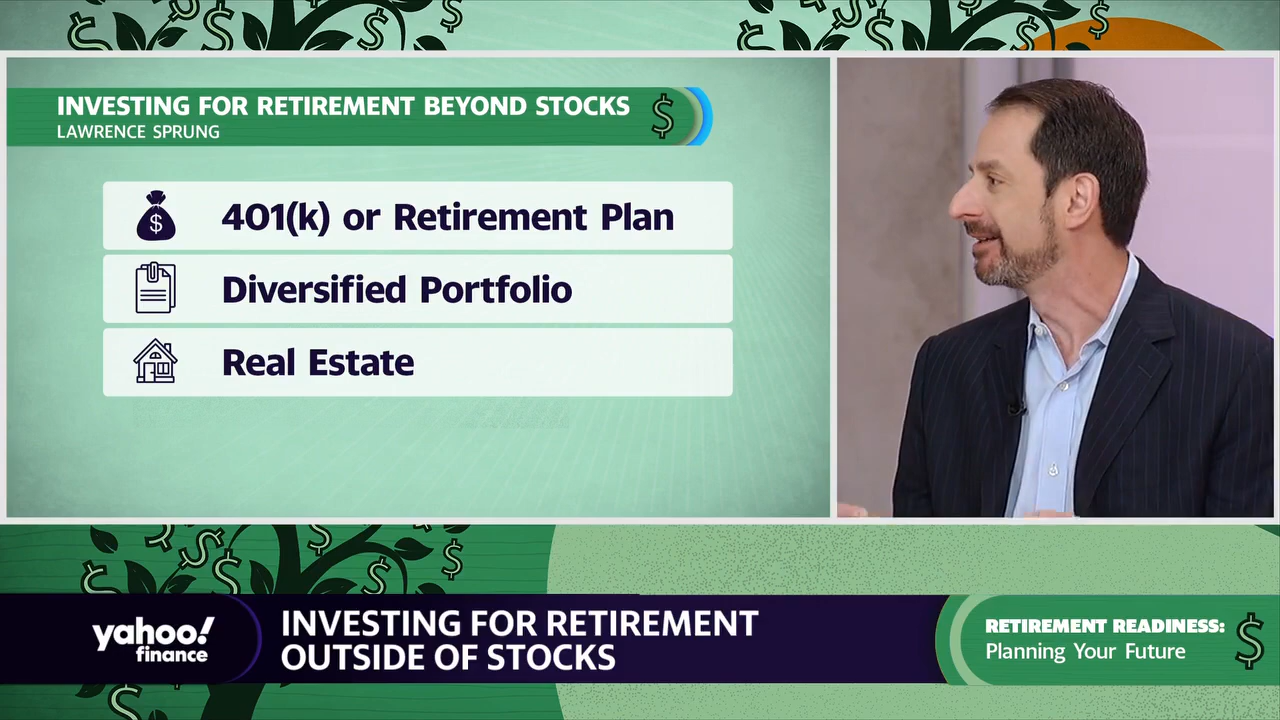 INVESTING FOR RETIREMENT BEYOND STOCKS
LAWRENCE SPRUNG
401(k) or Retirement Plan
Diversified Portfolio
Real Estate
yahoo!
finance
INVESTING FOR RETIREMENT
OUTSIDE OF STOCKS
RETIREMENT READINESS:
Planning Your Future